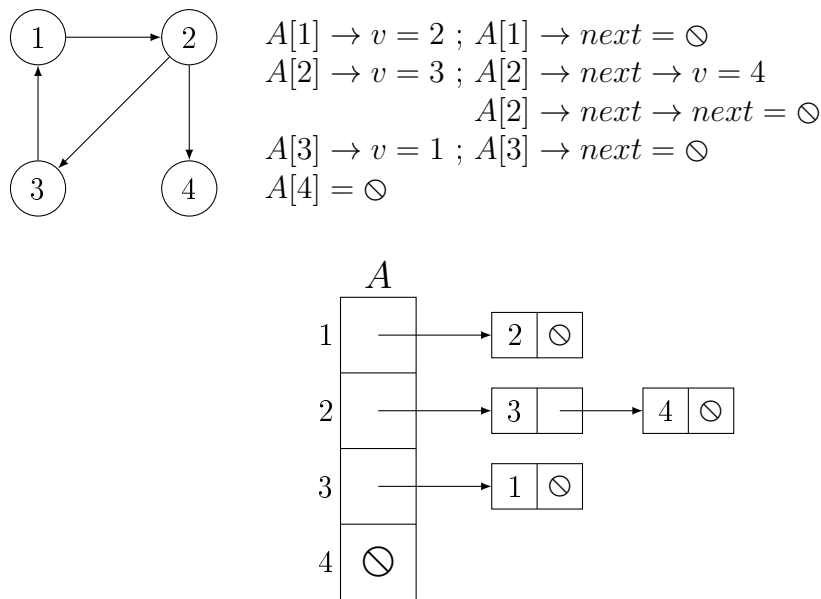 1 2
3 4
A[1] → v = 2 ; A[1] → next = ⦸
A[2] → v = 3 ; A[2] → next → v = 4
A[2] → next → next = ⦸
A[3] → v = 1 ; A[3] → next = ⦸
A[4] = ⦸
A
1 2 ⦸
2 3 4 ⦸
3 1 ⦸
4 ⦸